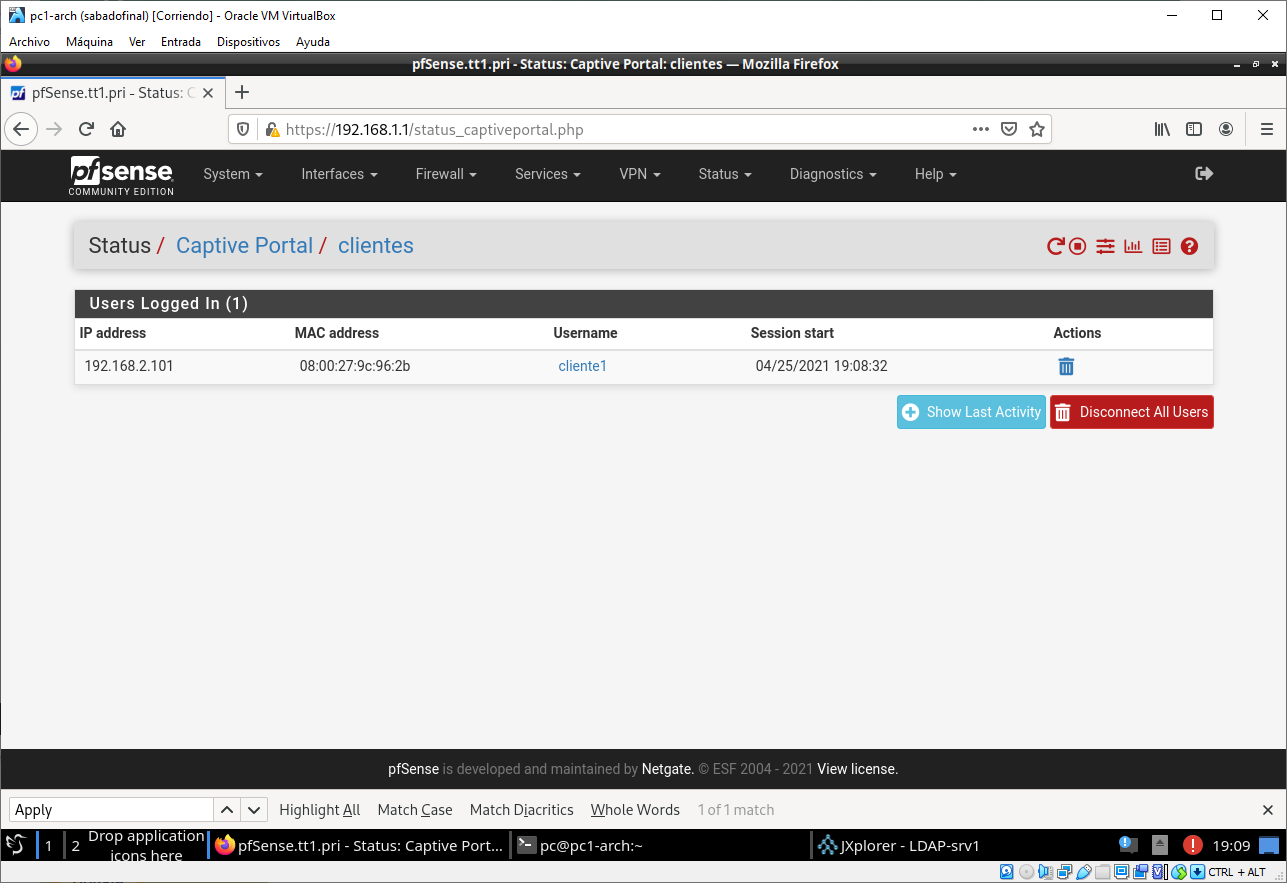 pc1-arch (sabadofinal) [Corriendo] - Oracle VM VirtualBox
Archivo Máquina Ver Entrada Dispositivos Ayuda
pfSense.tt1.pri - Status: Captive Portal: clientes — Mozilla Firefox
pfSense.tt1.pri - Status: C
https://192.168.1.1/status_captiveportal.php
pfsense System Interfaces Firewall Services VPN Status Diagnostics Help
COMMUNITY EDITION
Status / Captive Portal / clientes
Users Logged In (1)
IP address MAC address Username Session start Actions
192.168.2.101 08:00:27:9c:96:2b cliente1 04/25/2021 19:08:32
Show Last Activity Disconnect All Users
pfSense is developed and maintained by Netgate. © ESF 2004 - 2021 View license.
Apply Highlight All Match Case Match Diacritics Whole Words 1 of 1 match
1 2 Drop application icons here pfSense.tt1.pri - Status: Captive Port... pc@pc1-arch:~ JXplorer - LDAP-srv1 19:09
CTRL + ALT